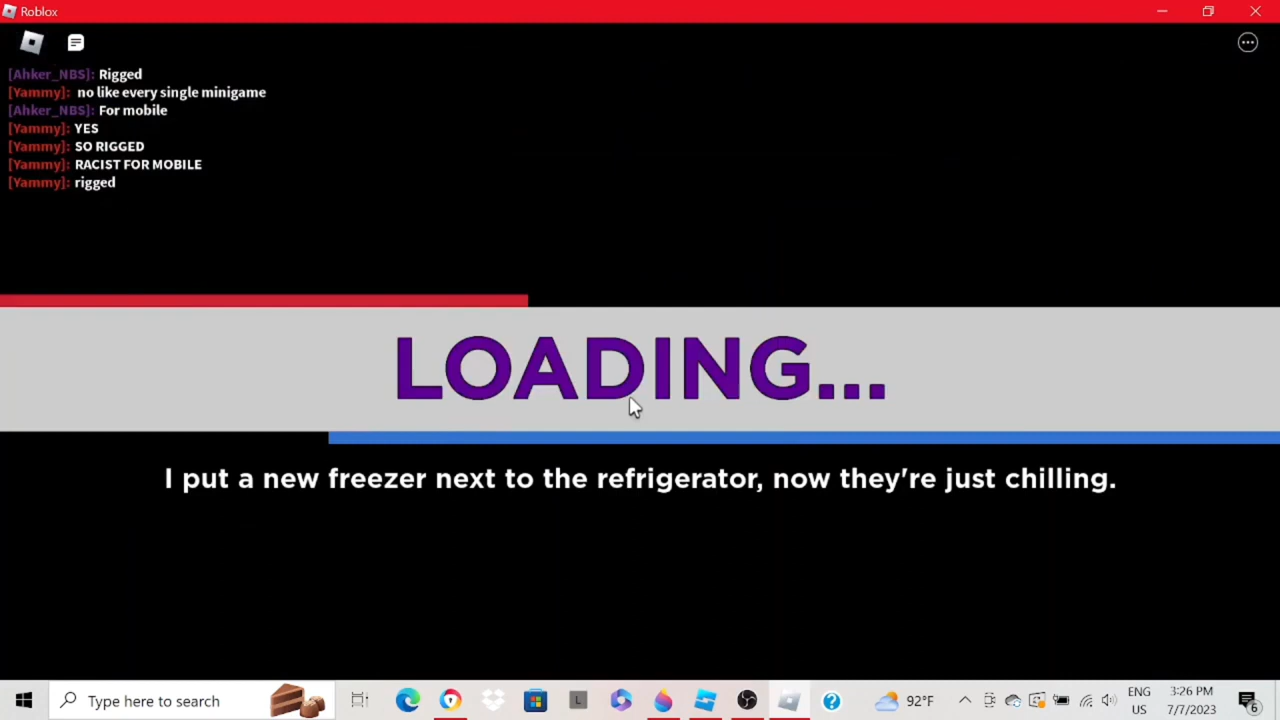 Roblox
[Ahker_NBS]: Rigged
[Yammy]: no like every single minigame
[Ahker_NBS]: For mobile
[Yammy]: YES
[Yammy]: SO RIGGED
[Yammy]: RACIST FOR MOBILE
[Yammy]: rigged
LOADING...
I put a new freezer next to the refrigerator, now they're just chilling.
Type here to search
L
92°F
ENG
US
3:26 PM
7/7/2023
6